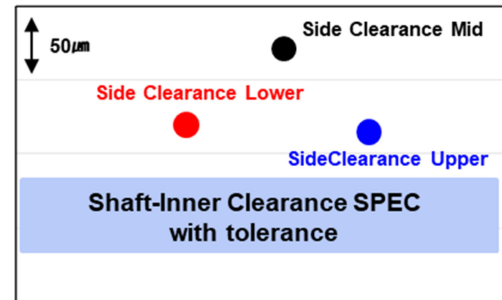 Side Clearance Mid
50㎛
Side Clearance Lower
SideClearance Upper
Shaft-Inner Clearance SPEC
with tolerance